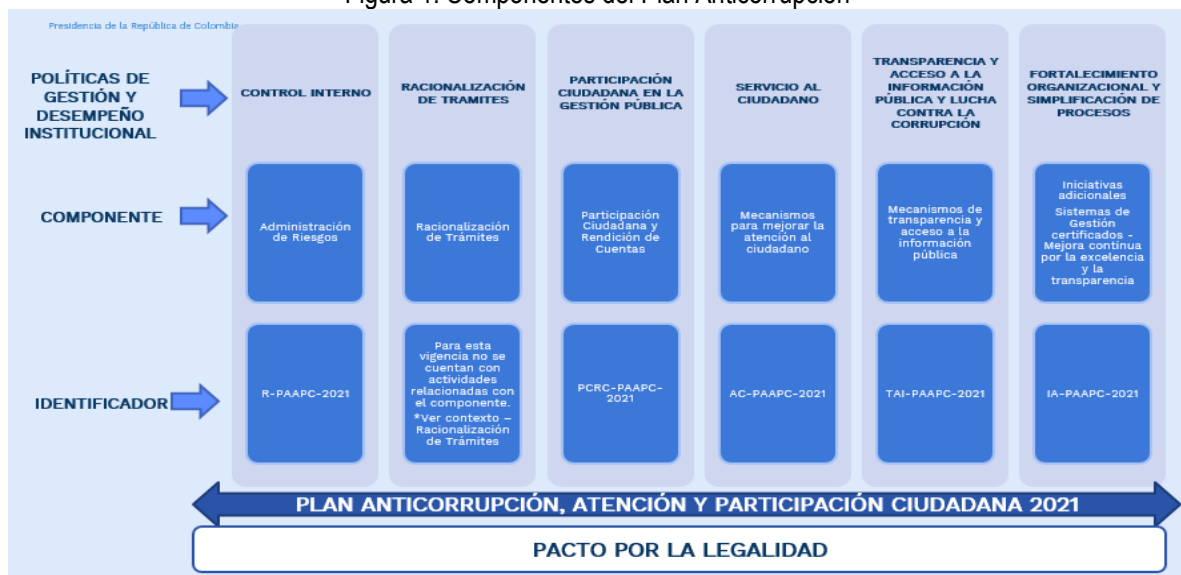 Figura 1. Componentes del Plan Anticorrupción
Presidencia de la República de Colombia
POLÍTICAS DE
GESTIÓN Y
DESEMPEÑO
INSTITUCIONAL
CONTROL INTERNO
RACIONALIZACIÓN
DE TRAMITES
PARTICIPACIÓN
CIUDADANA EN LA
GESTIÓN PÚBLICA
SERVICIO AL
CIUDADANO
TRANSPARENCIA Y
ACCESO A LA
INFORMACIÓN
PÚBLICA Y LUCHA
CONTRA LA
CORRUPCIÓN
FORTALECIMIENTO
ORGANIZACIONAL Y
SIMPLIFICACIÓN DE
PROCESOS
COMPONENTE
Administración
de Riesgos
Racionalización
de Trámites
Participación
Ciudadana y
Rendición de
Cuentas
Mecanismos
para mejorar la
atención al
ciudadano
Mecanismos de
transparencia y
acceso a la
información
pública
Iniciativas
adicionales
Sistemas de
Gestión
certificados -
Mejora continua
por la excelencia
y la
transparencia
IDENTIFICADOR
R-PAAPC-2021
Para esta
vigencia no se
cuentan con
actividades
relacionadas con
el componente.
*Ver contexto –
Racionalización
de Trámites
PCRC-PAAPC-
2021
AC-PAAPC-2021
TAI-PAAPC-2021
IA-PAAPC-2021
PLAN ANTICORRUPCIÓN, ATENCIÓN Y PARTICIPACIÓN CIUDADANA 2021
PACTO POR LA LEGALIDAD